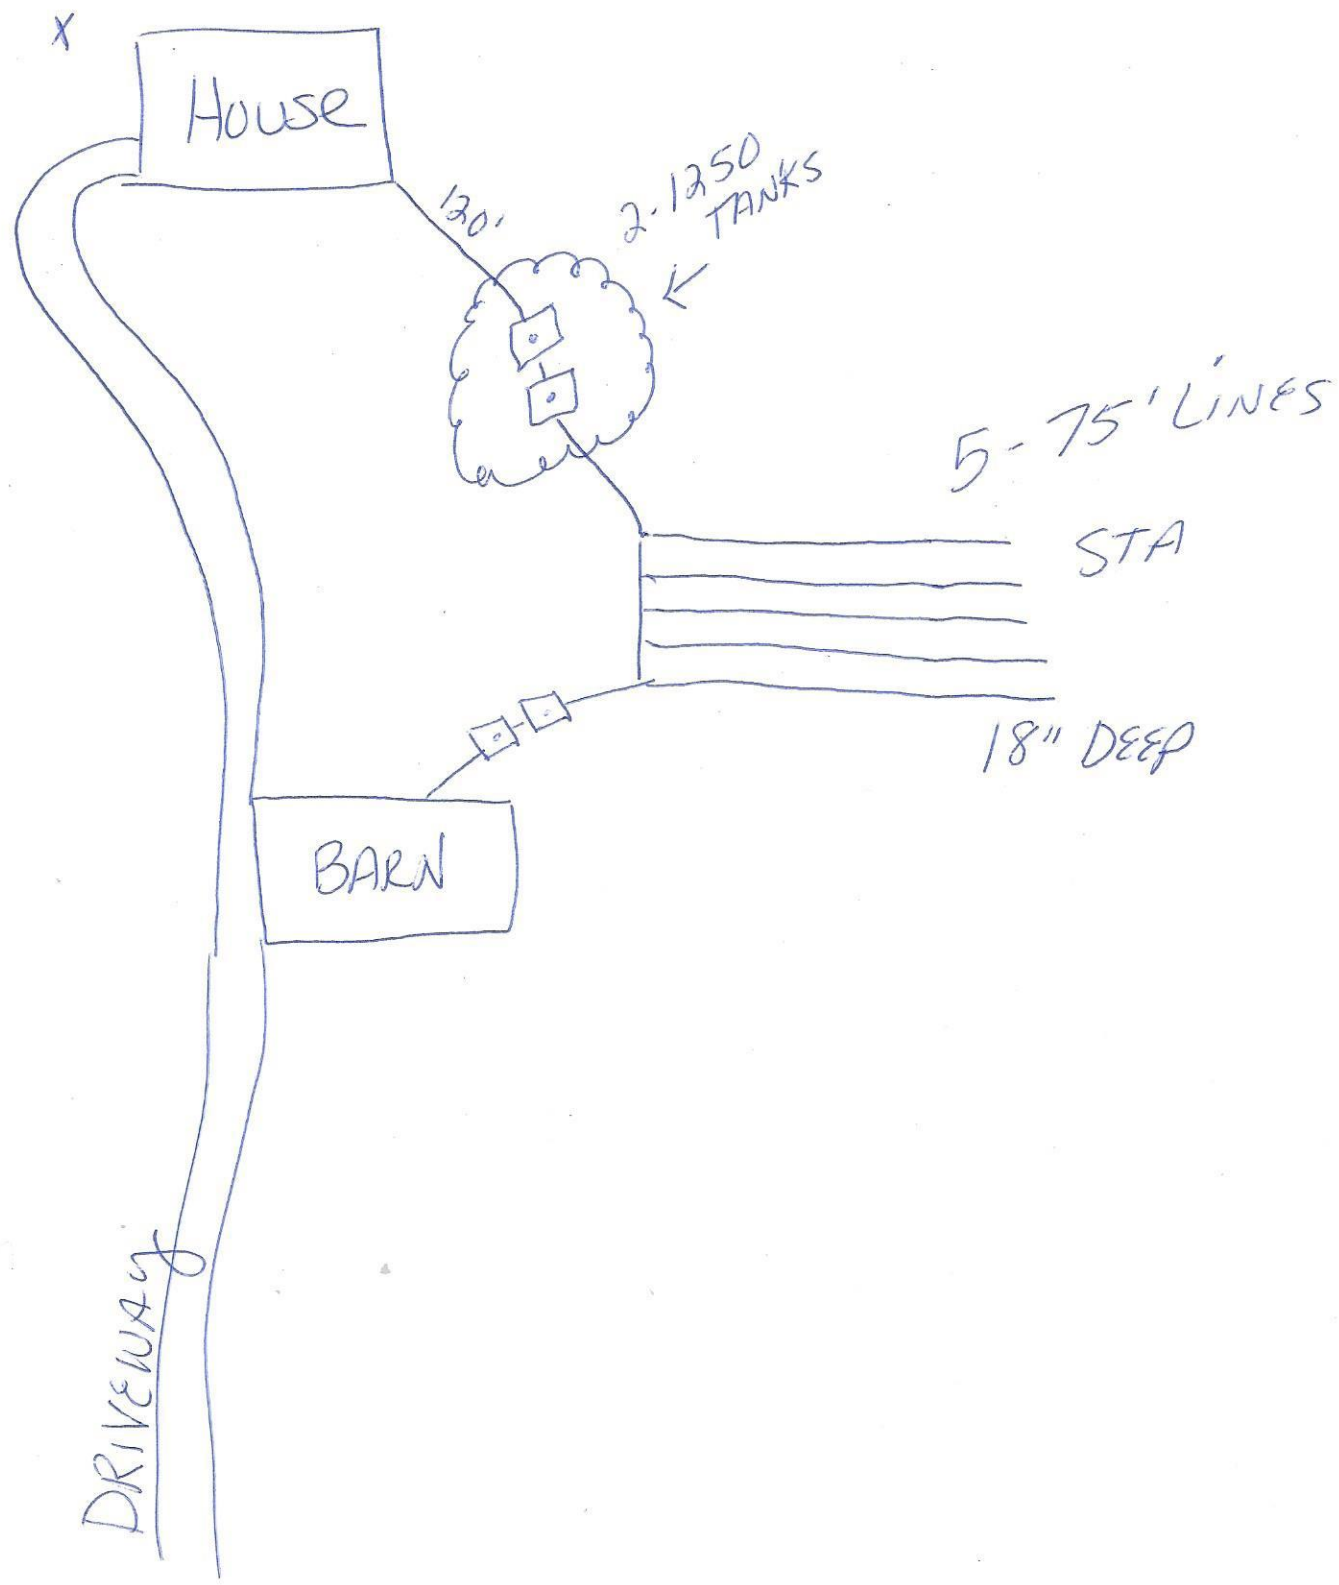 X
House
120'
2-1250
TANKS
5-75' LINES
STA
18" DEEP
BARN
DRIVEWAY